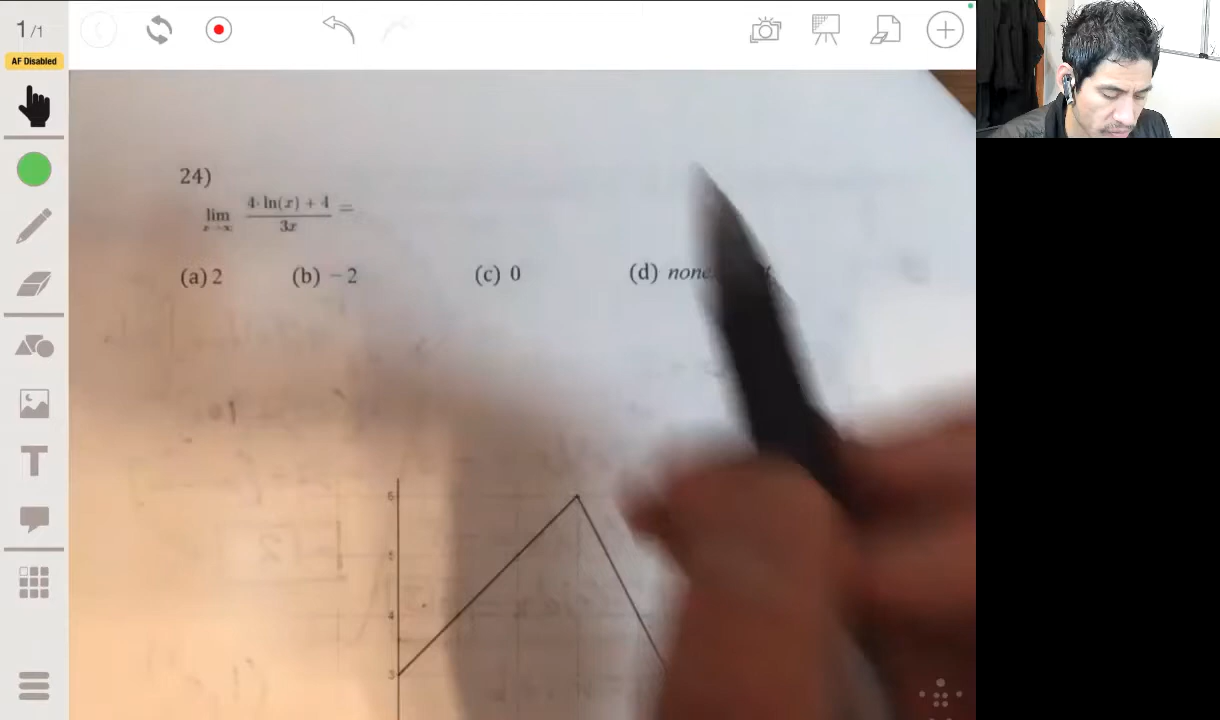 1/1
AF Disabled
24)
lim 4·ln(x) + 4 =
x→∞ 3x
(a) 2 (b) −2 (c) 0 (d) none
6
5
4
3
T